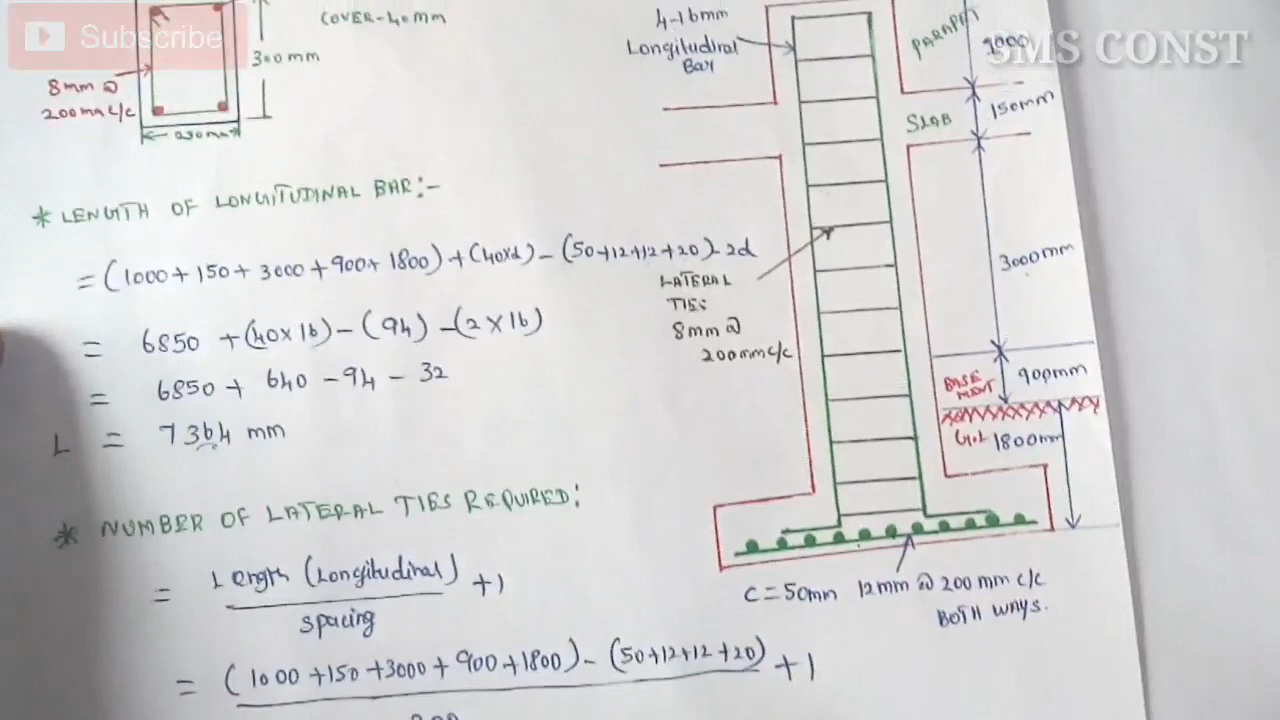 Subscribe
COVER-40mm
300mm
8mm @
200mm c/c
230mm
* LENGTH OF LONGITUDINAL BAR:-
= (1000+150+3000+900+1800)+(40xd)-(50+12+12+20)-2d
= 6850 +(40x16)-(94)-(2x16)
= 6850+ 640 -94 - 32
L = 7364 mm
* NUMBER OF LATERAL TIES REQUIRED:
= Length (Longitudinal) +1
spacing
= (1000+150+3000+900+1800)-(50+12+12+20) +1
4-16mm
Longitudinal
Bar
PARAPET
1000
SMS CONST
SLAB
150mm
3000mm
LATERAL
TIES
8mm @
200mm c/c
BASE
MENT
900mm
G.L
1800mm
C=50mm 12mm @ 200 mm c/c
BOTH WAYS.